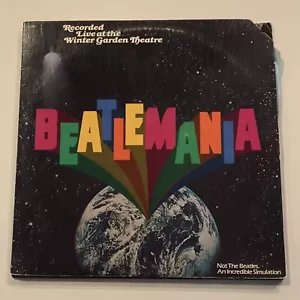 Recorded
Live at the
Winter Garden Theatre
BEATLEMANIA
Not The Beatles,
An Incredible Simulation